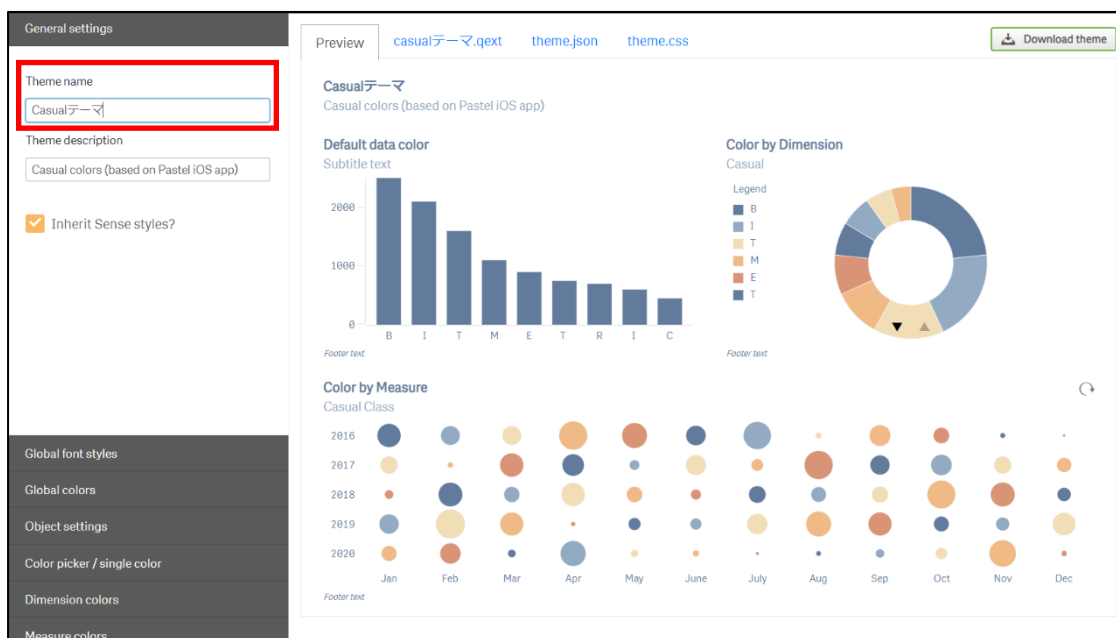 General settings
Theme name
Casualテーマ
Theme description
Casual colors (based on Pastel iOS app)
Inherit Sense styles?
Global font styles
Global colors
Object settings
Color picker / single color
Dimension colors
Measure colors
Preview casualテーマ.qext theme.json theme.css
Download theme
Casualテーマ
Casual colors (based on Pastel iOS app)
Default data color
Subtitle text
2000
1000
0
B I T M E T R I C
Footer text
Color by Dimension
Casual
Legend
B
I
T
M
E
T
Footer text
Color by Measure
Casual Class
2016
2017
2018
2019
2020
Jan Feb Mar Apr May June July Aug Sep Oct Nov Dec
Footer text